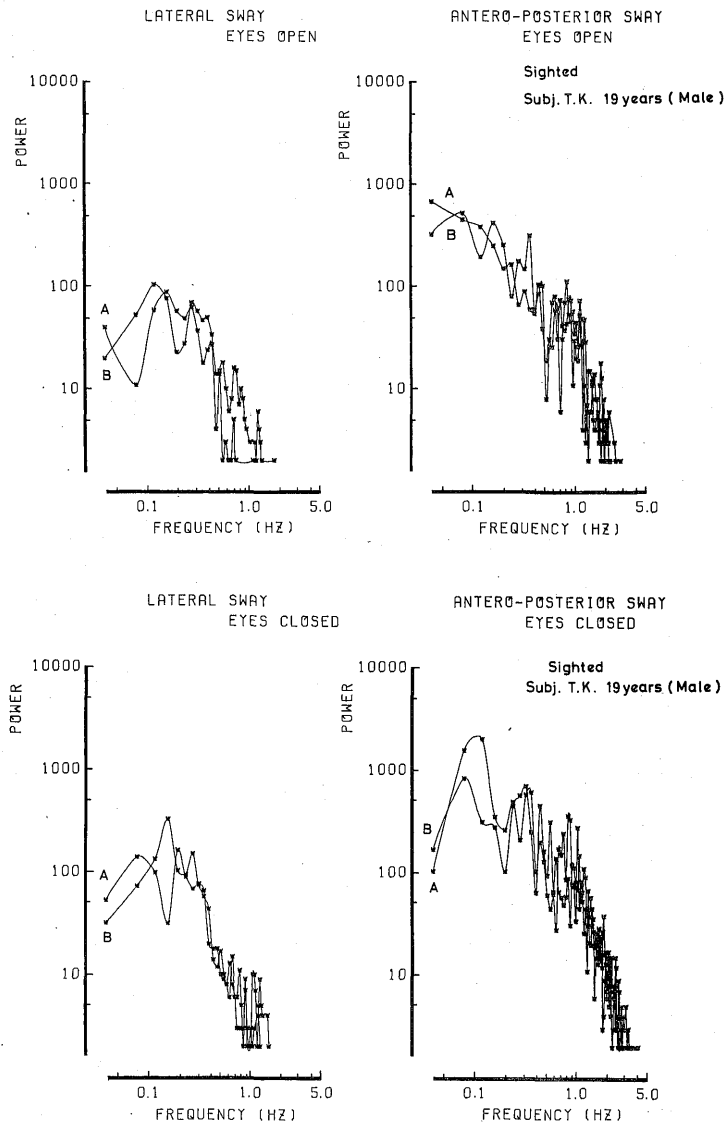 LATERAL SWAY
EYES OPEN
10000
1000
100
10
POWER
A
B
0.1 1.0 5.0
FREQUENCY (HZ)
ANTERO-POSTERIOR SWAY
EYES OPEN
Sighted
Subj. T.K. 19 years (Male)
10000
1000
100
10
POWER
A
B
0.1 1.0 5.0
FREQUENCY (HZ)
LATERAL SWAY
EYES CLOSED
10000
1000
100
10
POWER
A
B
0.1 1.0 5.0
FREQUENCY (HZ)
ANTERO-POSTERIOR SWAY
EYES CLOSED
Sighted
Subj. T.K. 19 years (Male)
10000
1000
100
10
POWER
B
A
0.1 1.0 5.0
FREQUENCY (HZ)